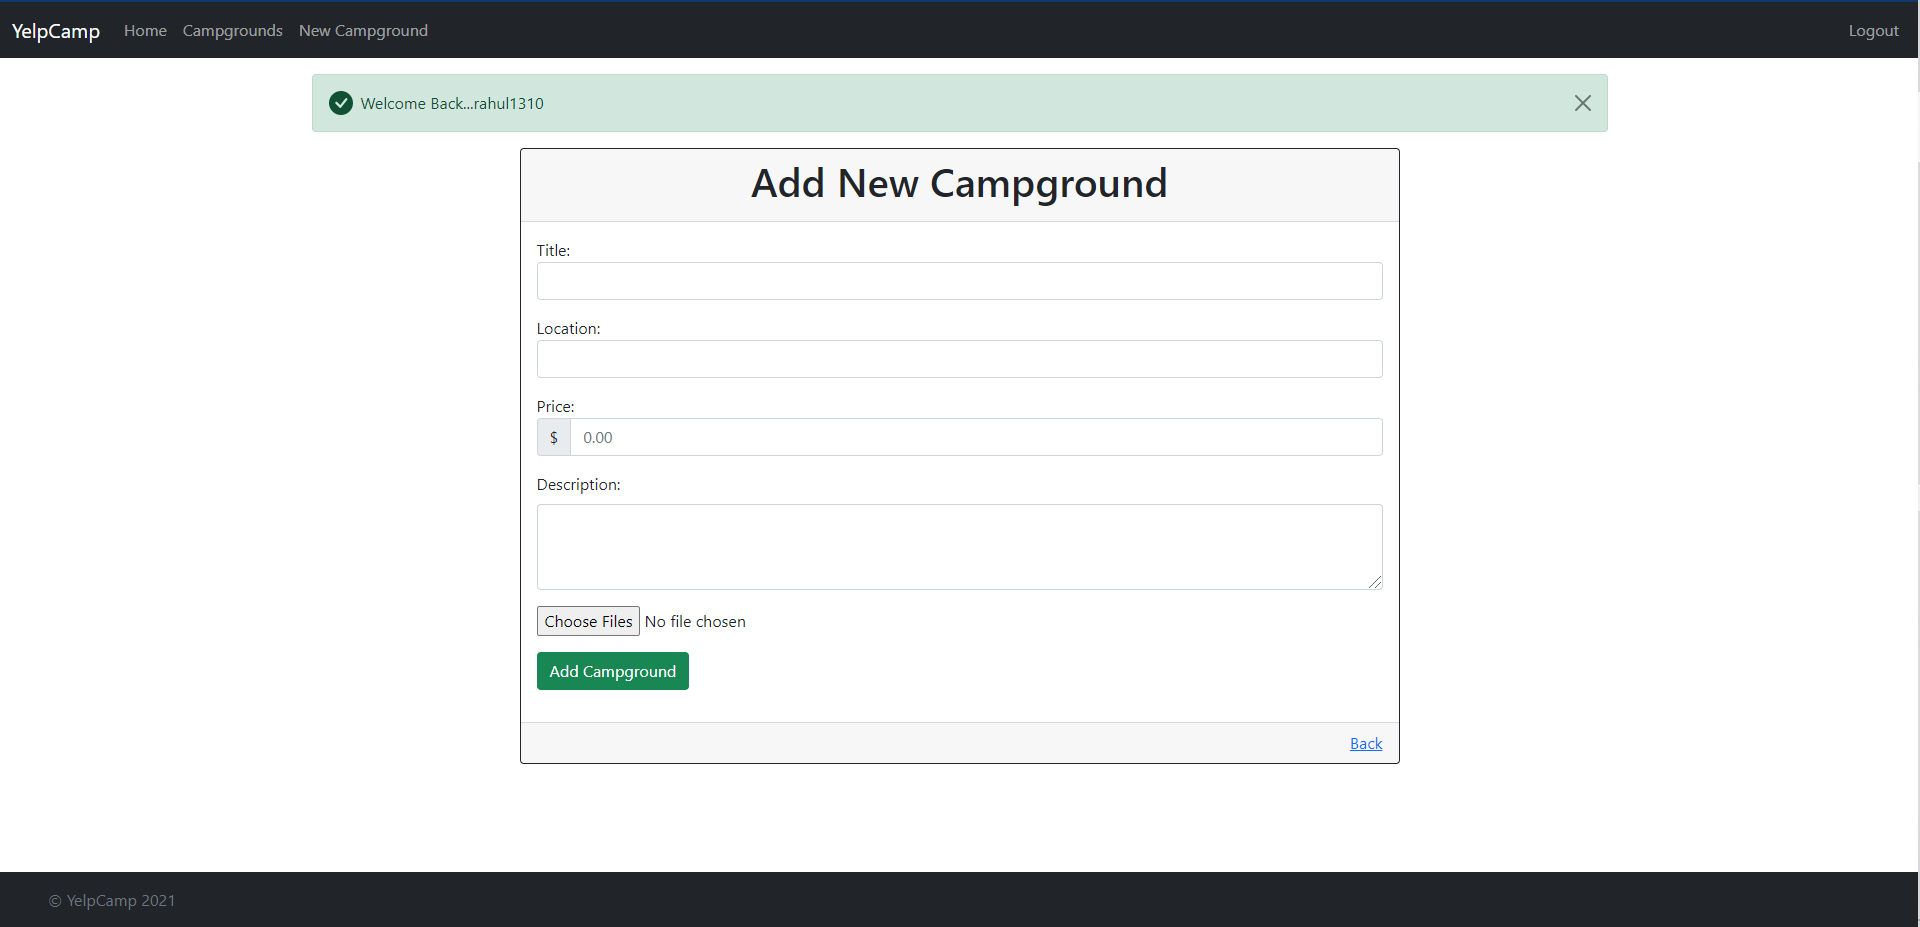 YelpCamp Home Campgrounds New Campground Logout
Welcome Back...rahul1310
Add New Campground
Title:
Location:
Price:
$ 0.00
Description:
Choose Files No file chosen
Add Campground
Back
© YelpCamp 2021